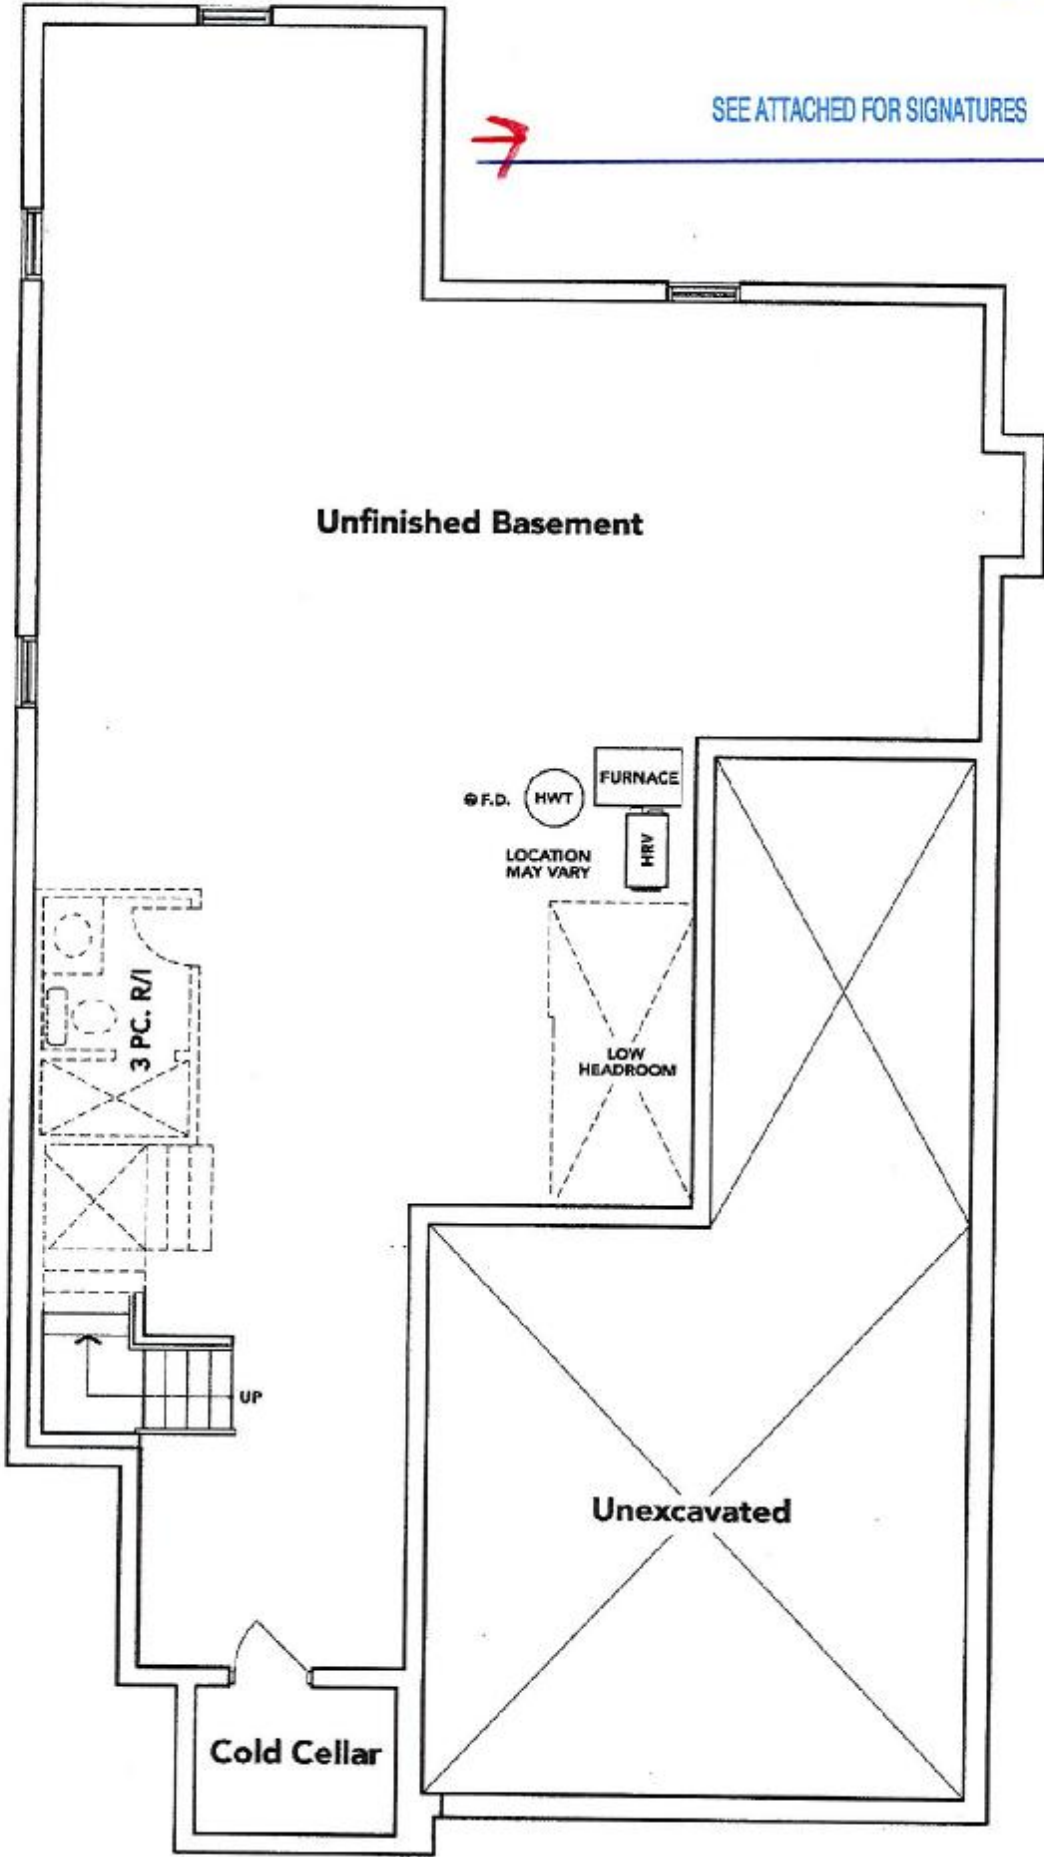 SEE ATTACHED FOR SIGNATURES
Unfinished Basement
FURNACE
F.D.
HWT
HRV
LOCATION
MAY VARY
3 PC. R/I
LOW
HEADROOM
UP
Unexcavated
Cold Cellar